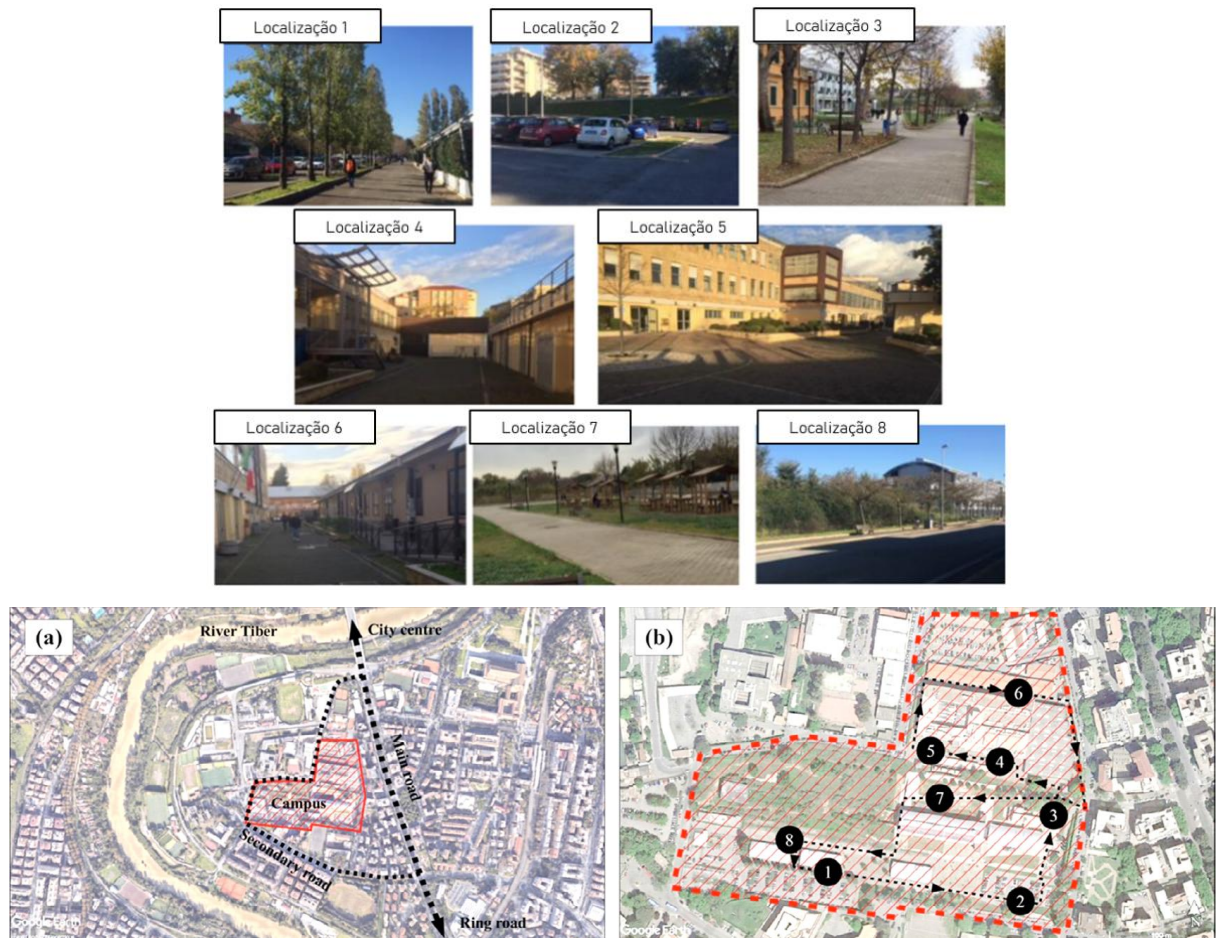 Localização 1
Localização 2
Localização 3
Localização 4
Localização 5
Localização 6
Localização 7
Localização 8
(a)
River Tiber
City centre
Main road
Campus
Secondary road
Ring road
Google Earth
(b)
6
5
4
7
3
8
1
2
Google Earth